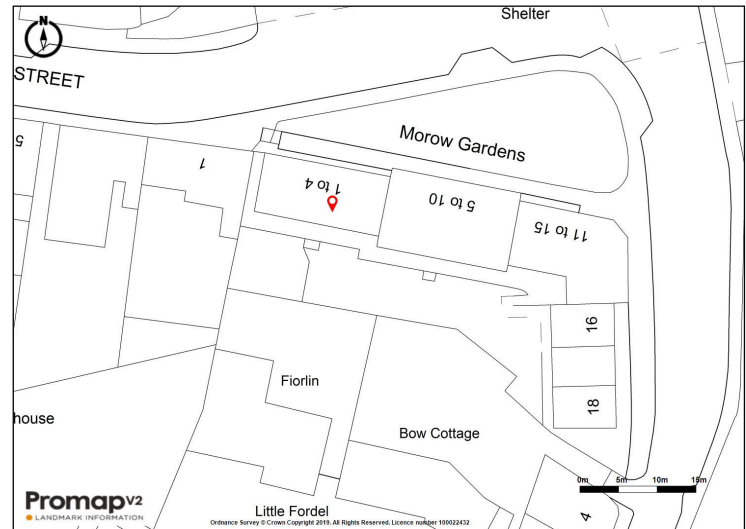 N
Shelter
STREET
Morow Gardens
5
1
1 to 4
5 to 10
11 to 15
16
18
Fiorlin
house
Bow Cottage
0m 5m 10m 15m
4
Little Fordel
Promap V2
LANDMARK INFORMATION
Ordnance Survey © Crown Copyright 2019. All Rights Reserved. Licence number 100022432